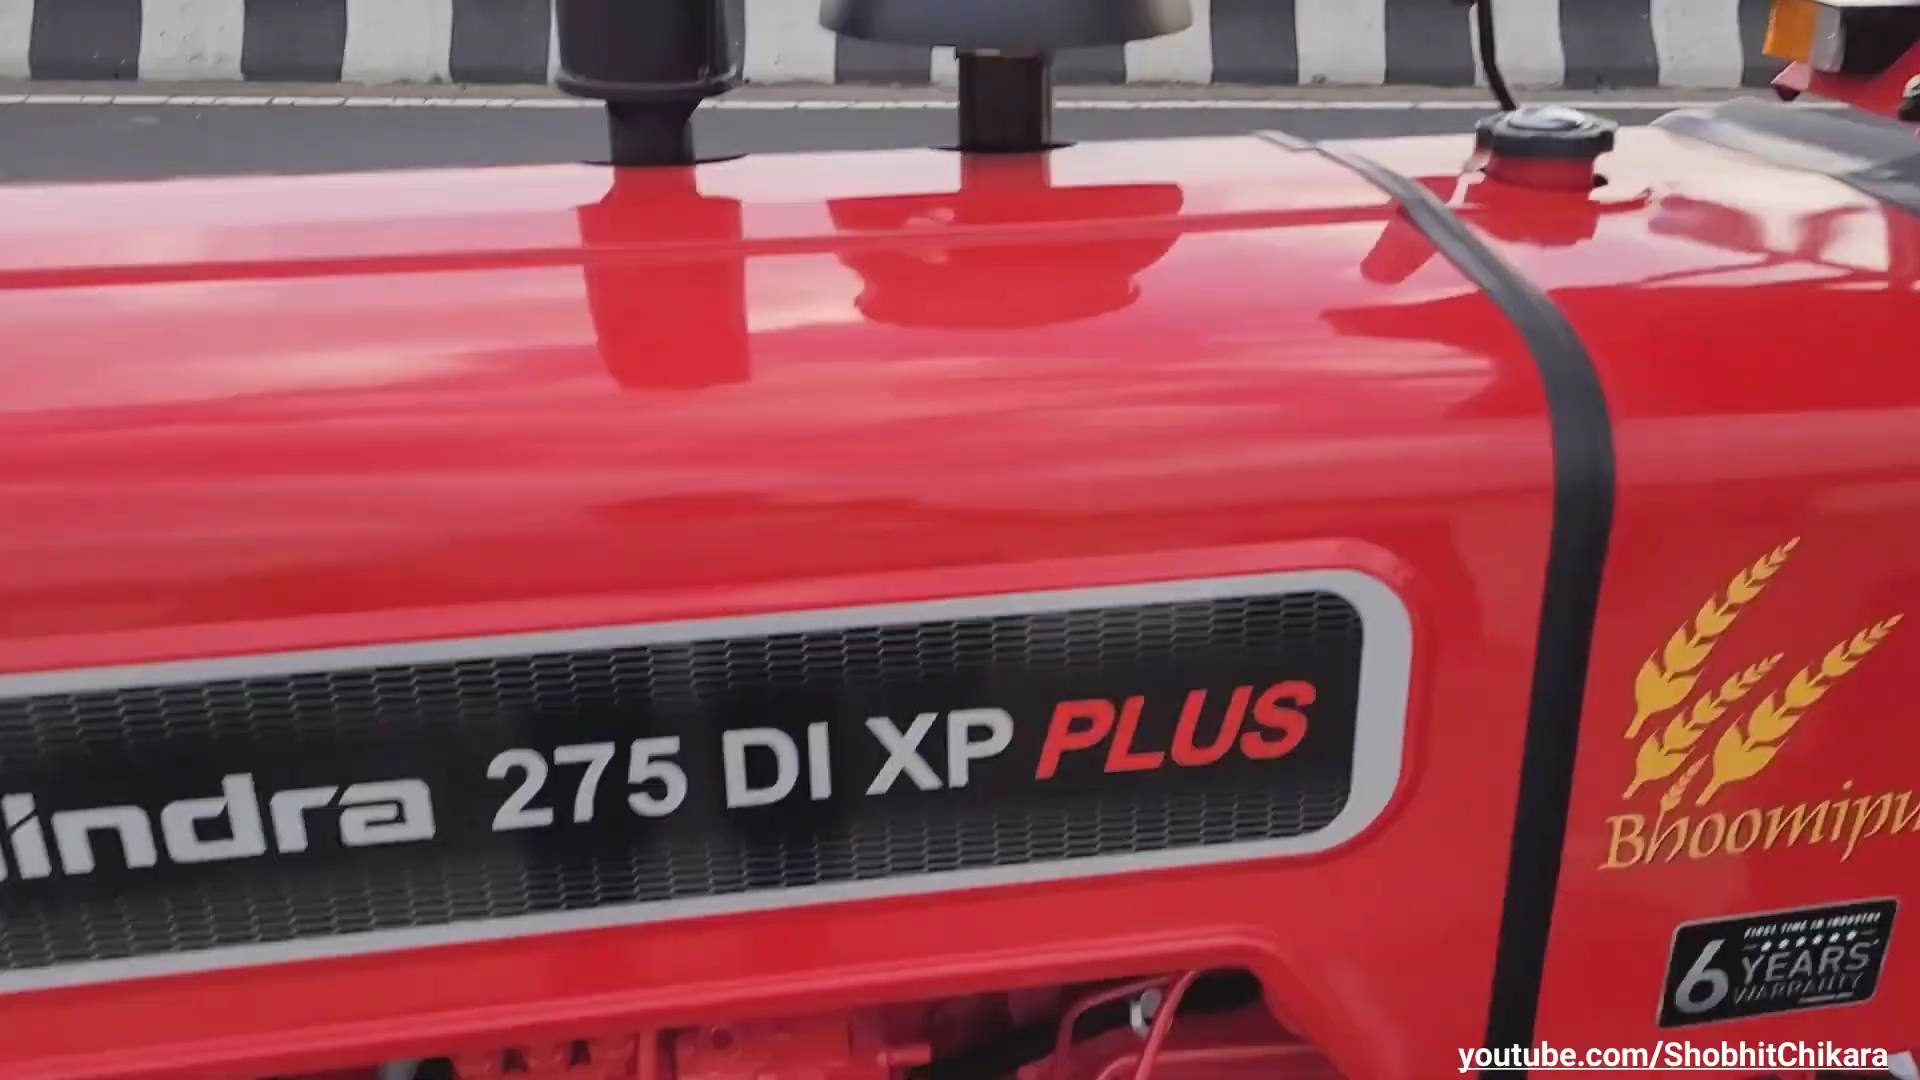 indra 275 DI XP PLUS
Bhoomipu
FIRST TIME IN INDUSTRY
6 YEARS'
WARRANTY
youtube.com/ShobhitChikara